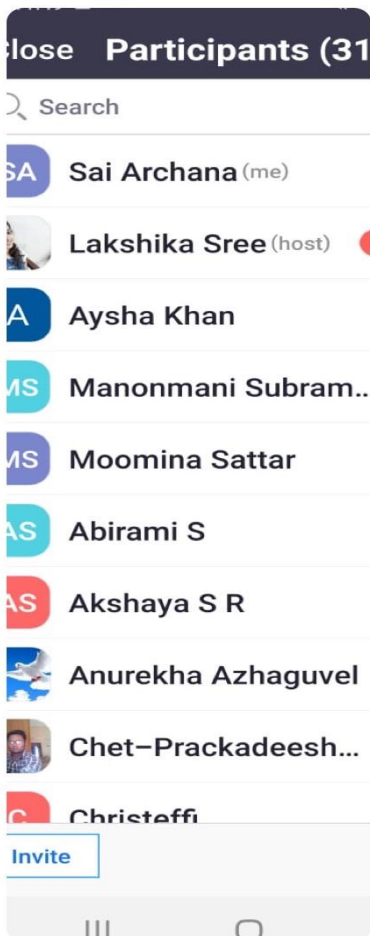 Close Participants (31
Search
SA Sai Archana (me)
Lakshika Sree (host)
A Aysha Khan
MS Manonmani Subram...
MS Moomina Sattar
AS Abirami S
AS Akshaya S R
Anurekha Azhaguvel
Chet-Prackadeesh...
C Christeffi
Invite